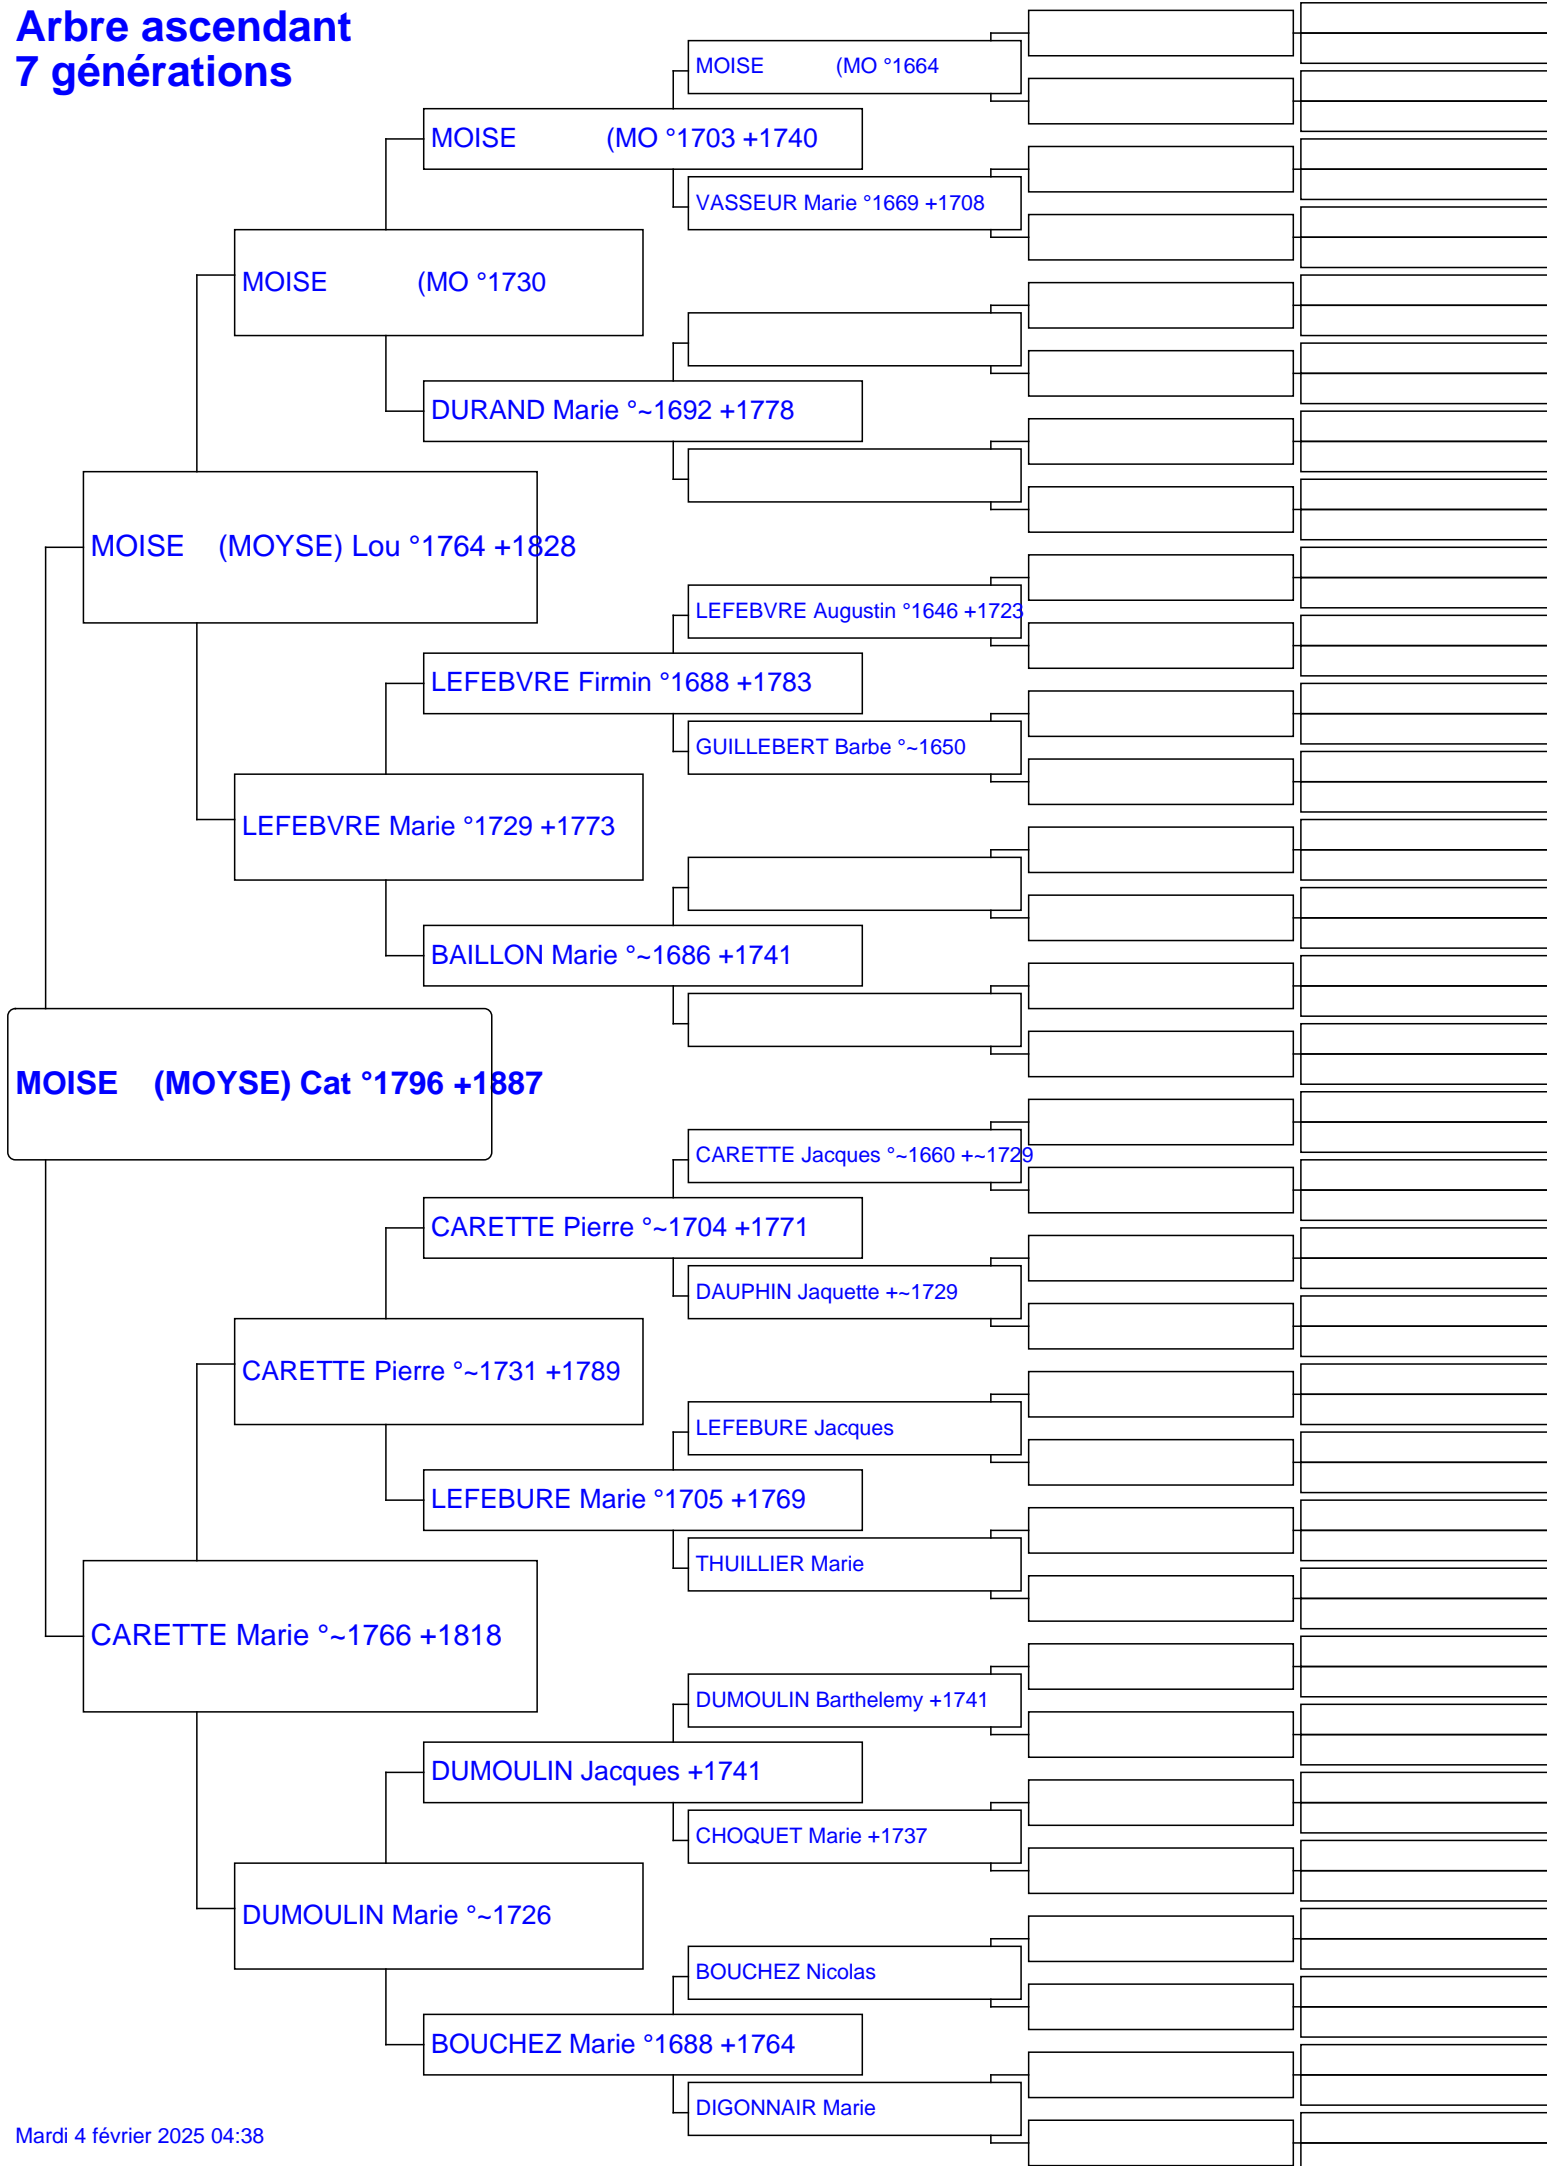 Arbre ascendant
7 générations
MOISE (MO °1664
MOISE (MO °1703 +1740
VASSEUR Marie °1669 +1708
MOISE (MO °1730
DURAND Marie °~1692 +1778
MOISE (MOYSE) Lou °1764 +1828
LEFEBVRE Augustin °1646 +1723
LEFEBVRE Firmin °1688 +1783
GUILLEBERT Barbe °~1650
LEFEBVRE Marie °1729 +1773
BAILLON Marie °~1686 +1741
MOISE (MOYSE) Cat °1796 +1887
CARETTE Jacques °~1660 +~1729
CARETTE Pierre °~1704 +1771
DAUPHIN Jaquette +~1729
CARETTE Pierre °~1731 +1789
LEFEBURE Jacques
LEFEBURE Marie °1705 +1769
THUILLIER Marie
CARETTE Marie °~1766 +1818
DUMOULIN Barthelemy +1741
DUMOULIN Jacques +1741
CHOQUET Marie +1737
DUMOULIN Marie °~1726
BOUCHEZ Nicolas
BOUCHEZ Marie °1688 +1764
DIGONNAIR Marie
Mardi 4 février 2025 04:38